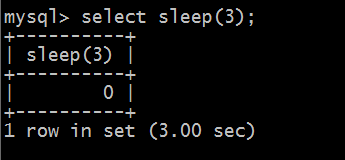 mysql> select sleep(3);
+----------+
| sleep(3) |
+----------+
|        0 |
+----------+
1 row in set (3.00 sec)